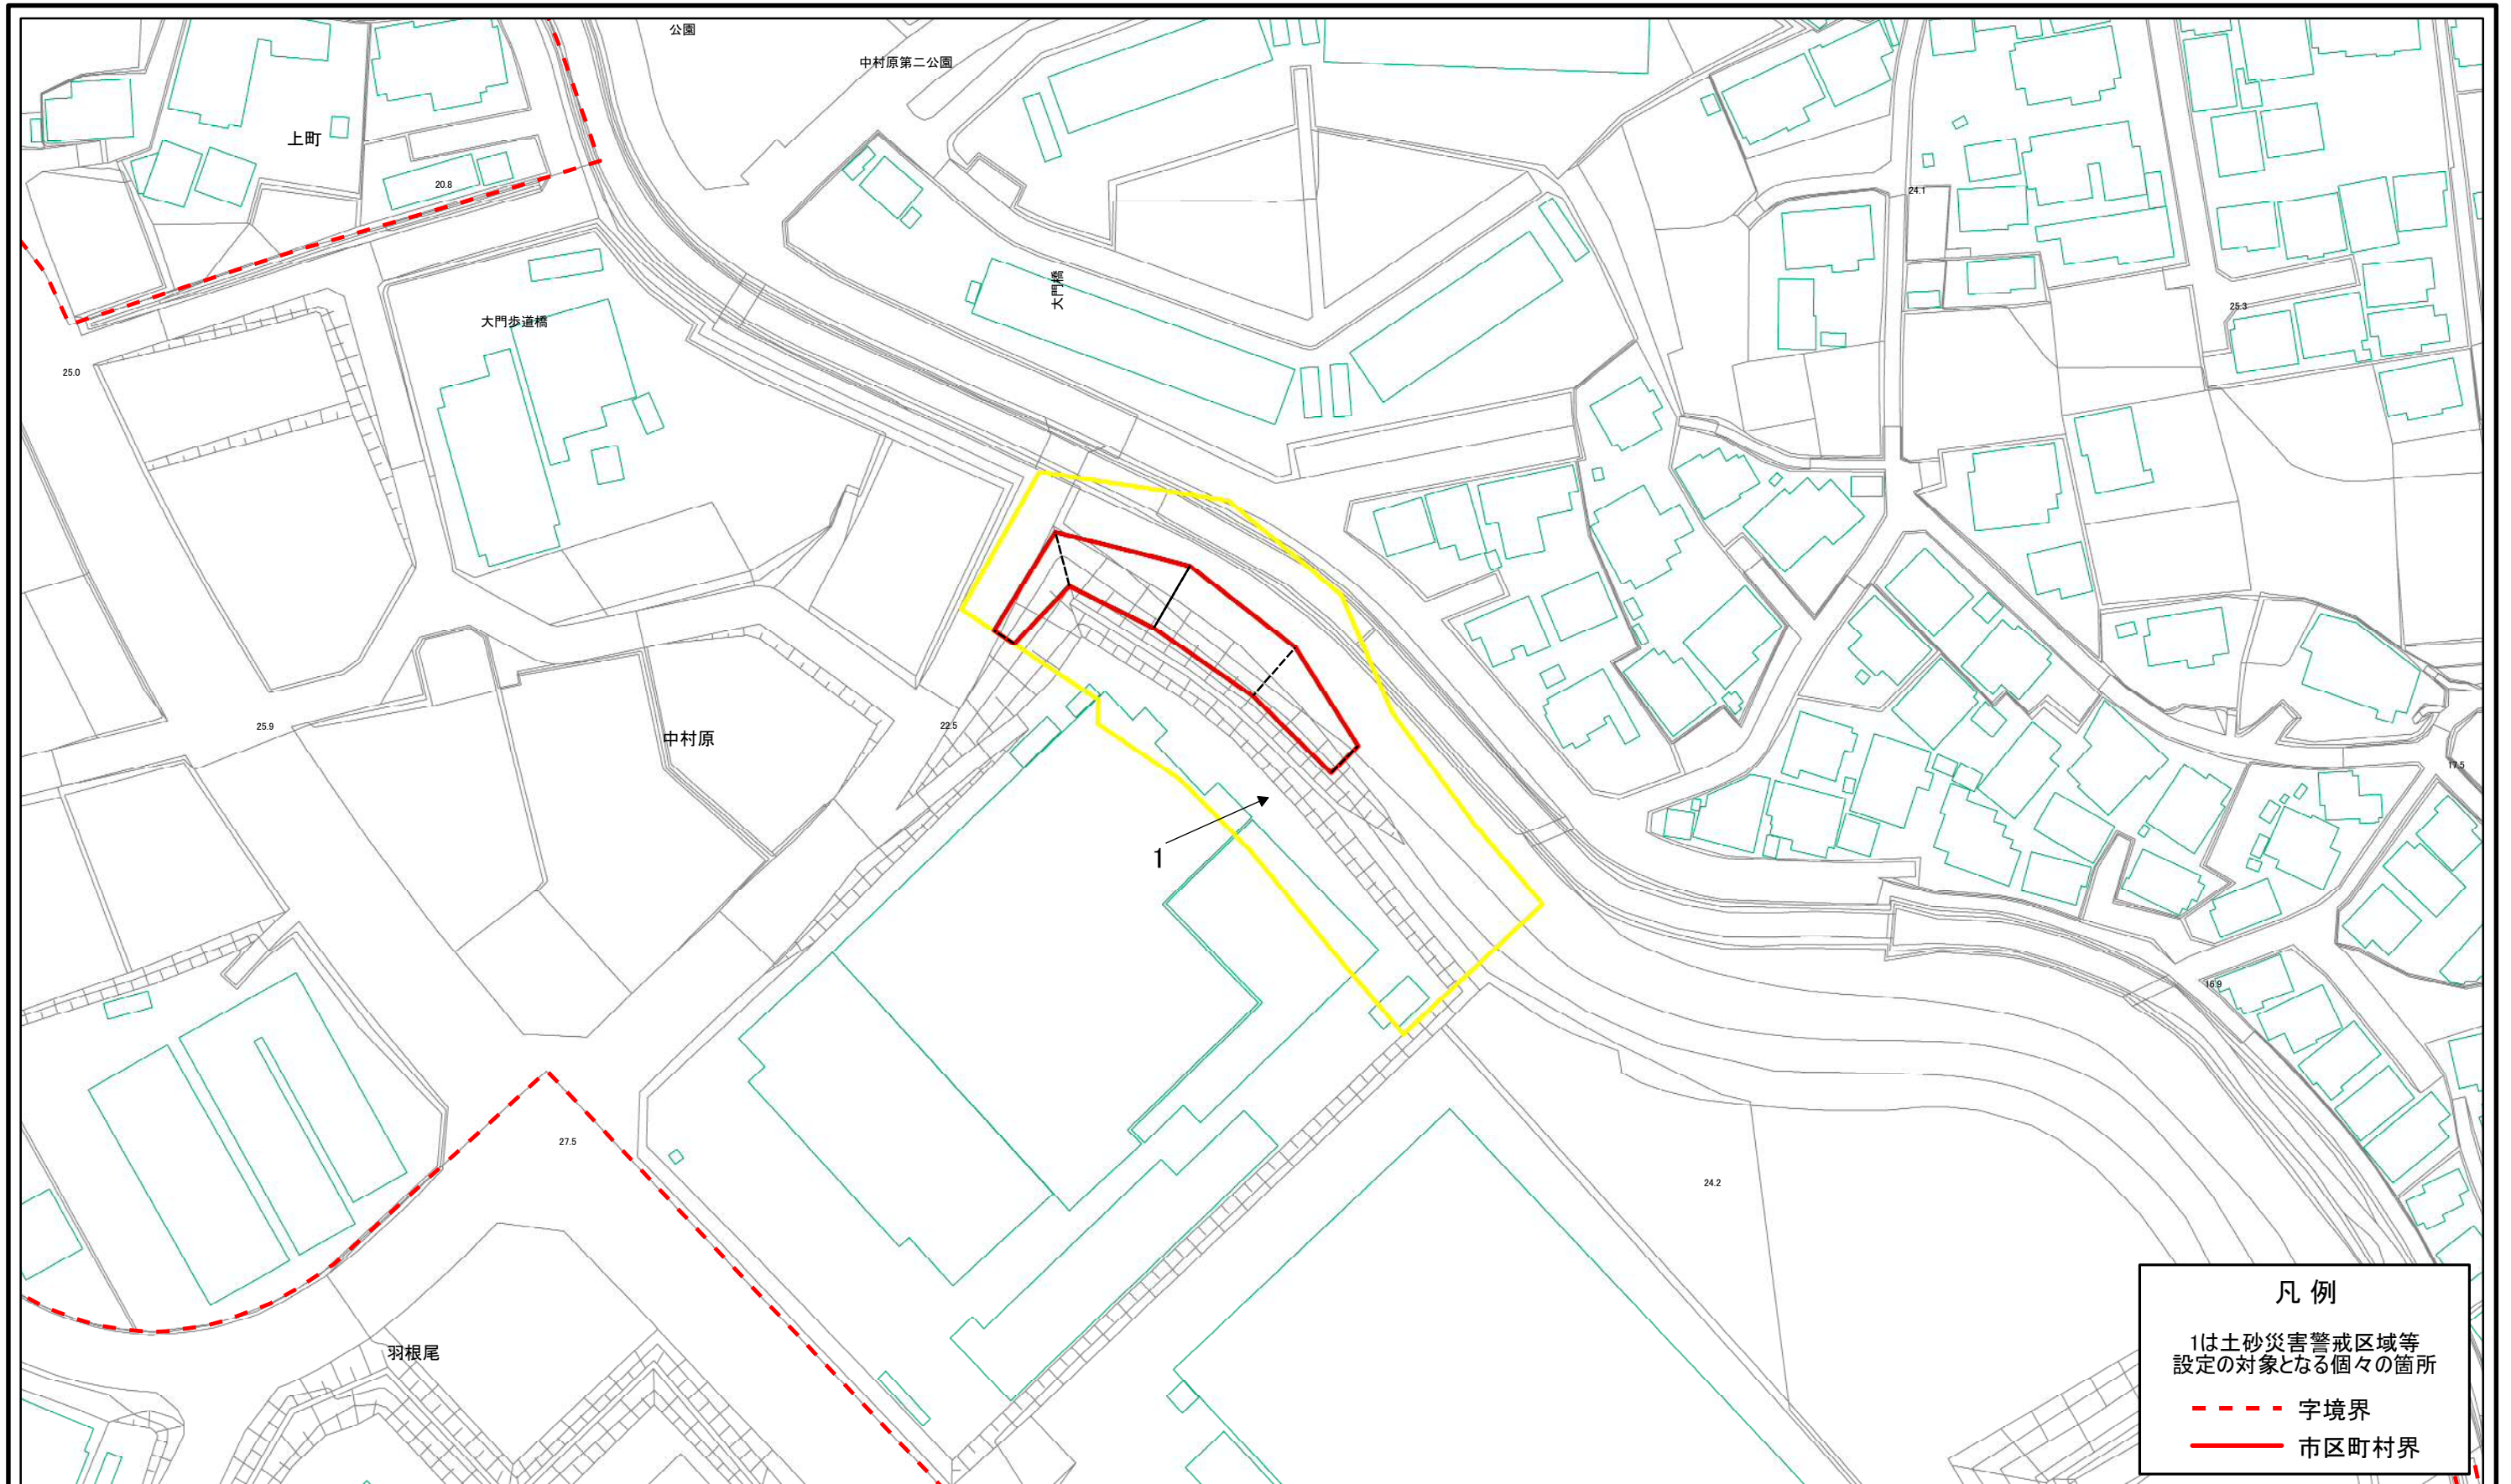 公園
中村原第二公園
上町
20.8
24.1
大門橋
25.3
大門歩道橋
25.0
22.5
25.9
中村原
17.5
1
16.9
27.5
24.2
羽根尾
凡例
1は土砂災害警戒区域等
設定の対象となる個々の箇所
字境界
市区町村界